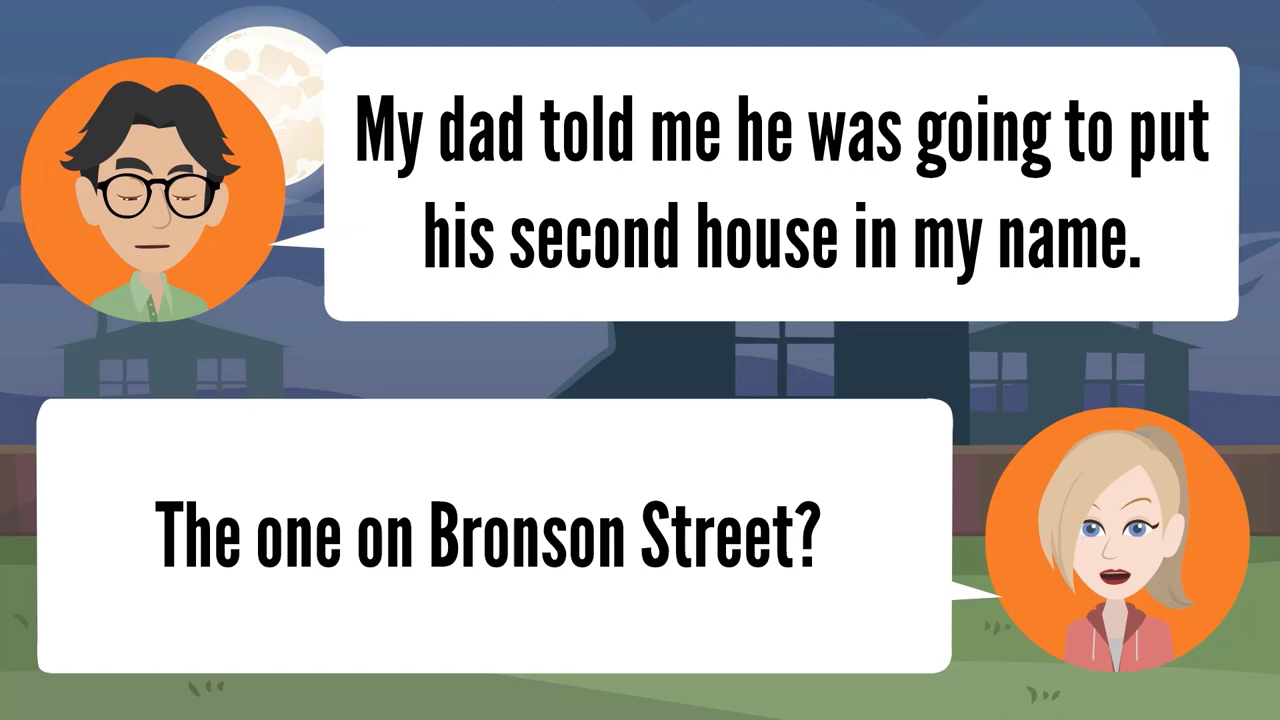 My dad told me he was going to put
his second house in my name.
The one on Bronson Street?